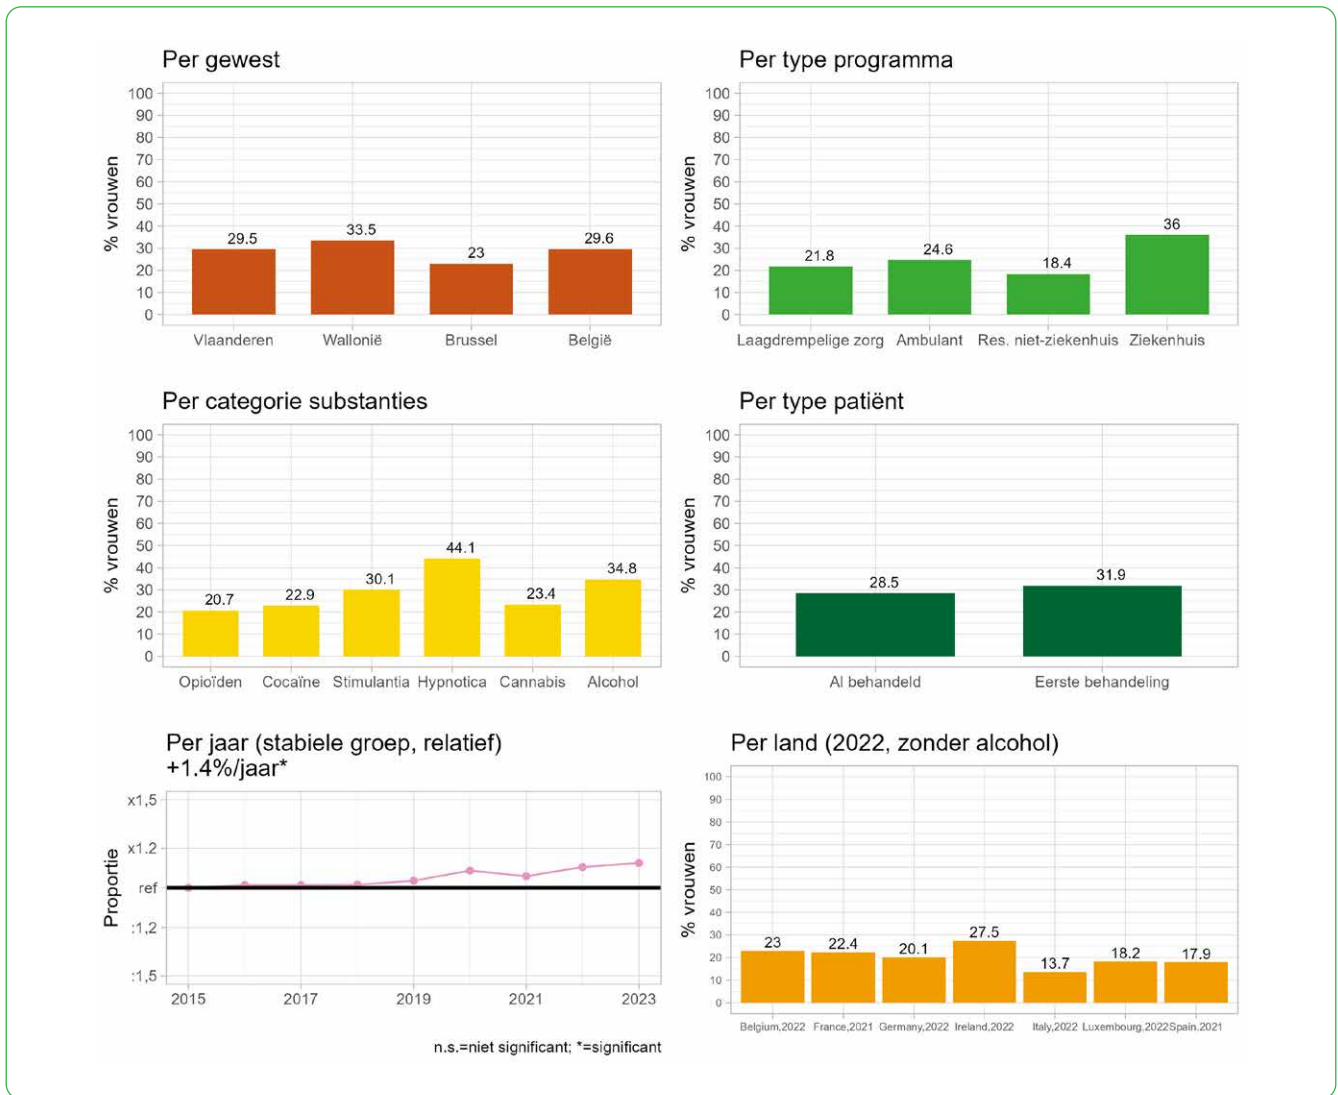 Per gewest
% vrouwen
100
90
80
70
60
50
40
30
20
10
0
29.5
33.5
23
29.6
Vlaanderen
Wallonië
Brussel
België
Per type programma
% vrouwen
100
90
80
70
60
50
40
30
20
10
0
21.8
24.6
18.4
36
Laagdrempelige zorg
Ambulant
Res. niet-ziekenhuis
Ziekenhuis
Per categorie substanties
% vrouwen
100
90
80
70
60
50
40
30
20
10
0
20.7
22.9
30.1
44.1
23.4
34.8
Opioïden
Cocaïne
Stimulantia
Hypnotica
Cannabis
Alcohol
Per type patiënt
% vrouwen
100
90
80
70
60
50
40
30
20
10
0
28.5
31.9
Al behandeld
Eerste behandeling
Per jaar (stabiele groep, relatief)
+1.4%/jaar*
Proportie
x1,5
x1.2
ref
:1,2
:1,5
2015
2017
2019
2021
2023
n.s.=niet significant; *=significant
Per land (2022, zonder alcohol)
% vrouwen
100
90
80
70
60
50
40
30
20
10
0
23
22.4
20.1
27.5
13.7
18.2
17.9
Belgium,2022
France,2021
Germany,2022
Ireland,2022
Italy,2022
Luxembourg,2022
Spain,2021